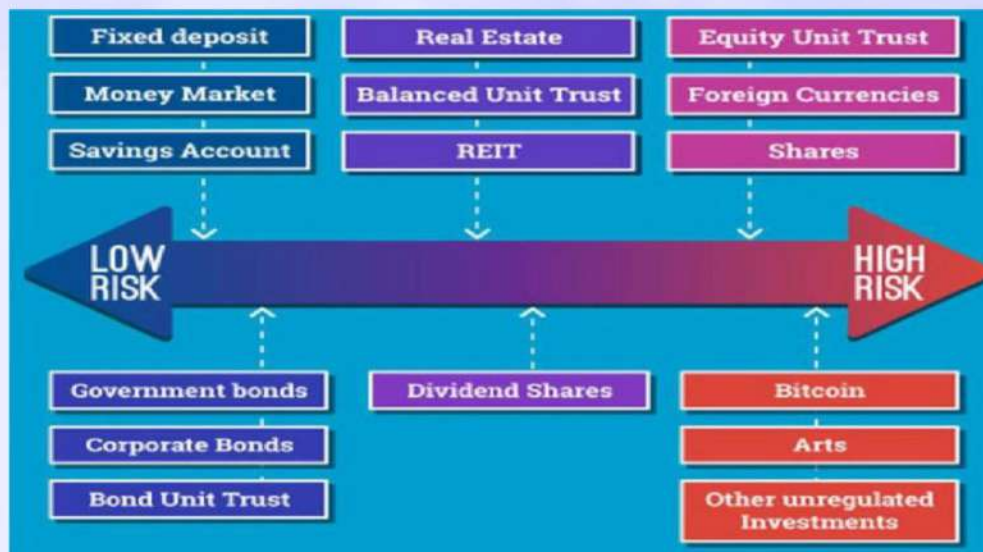 Fixed deposit
Money Market
Savings Account
Real Estate
Balanced Unit Trust
REIT
Equity Unit Trust
Foreign Currencies
Shares
LOW
RISK
HIGH
RISK
Government bonds
Corporate Bonds
Bond Unit Trust
Dividend Shares
Bitcoin
Arts
Other unregulated
Investments